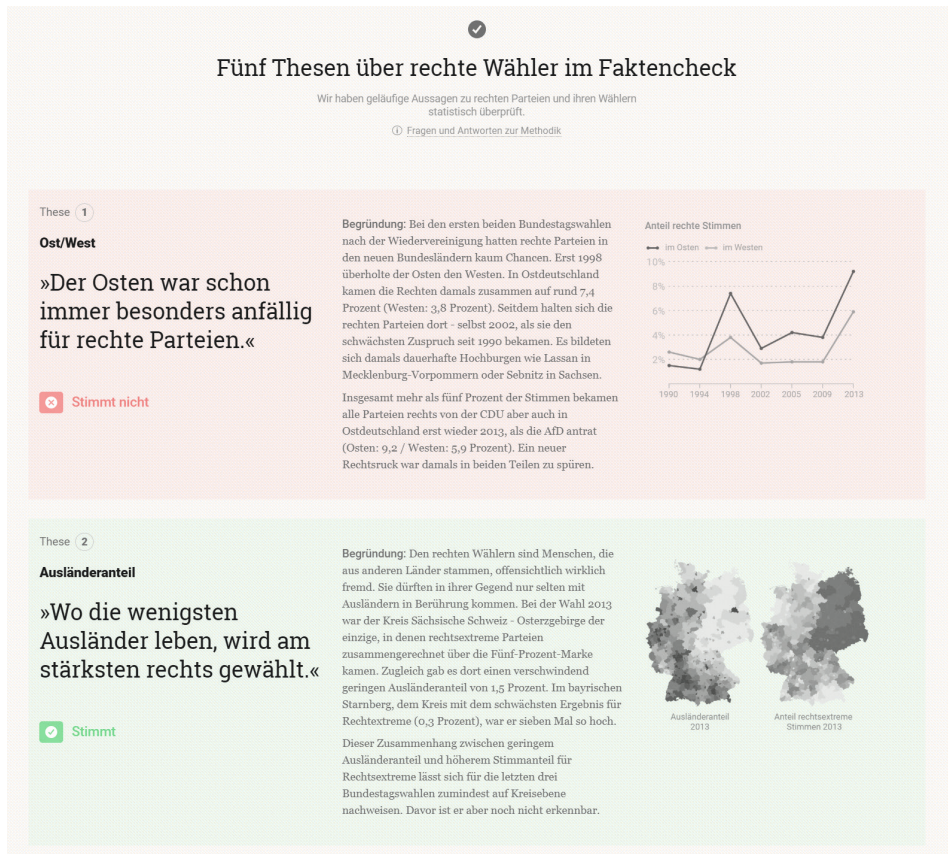 Fünf Thesen über rechte Wähler im Faktencheck
Wir haben geläufige Aussagen zu rechten Parteien und ihren Wählern
statistisch überprüft.
Fragen und Antworten zur Methodik
These 1
Ost/West
»Der Osten war schon
immer besonders anfällig
für rechte Parteien.«
Stimmt nicht
Begründung: Bei den ersten beiden Bundestagswahlen
nach der Wiedervereinigung hatten rechte Parteien in
den neuen Bundesländern kaum Chancen. Erst 1998
überholte der Osten den Westen. In Ostdeutschland
kamen die Rechten damals zusammen auf rund 7,4
Prozent (Westen: 3,8 Prozent). Seitdem halten sich die
rechten Parteien dort - selbst 2002, als sie den
schwächsten Zuspruch seit 1990 bekamen. Es bildeten
sich damals dauerhafte Hochburgen wie Lassan in
Mecklenburg-Vorpommern oder Sebnitz in Sachsen.
Insgesamt mehr als fünf Prozent der Stimmen bekamen
alle Parteien rechts von der CDU aber auch in
Ostdeutschland erst wieder 2013, als die AfD antrat
(Osten: 9,2 / Westen: 5,9 Prozent). Ein neuer
Rechtsruck war damals in beiden Teilen zu spüren.
Anteil rechte Stimmen
im Osten im Westen
10%
8%
6%
4%
2%
1990 1994 1998 2002 2005 2009 2013
These 2
Ausländeranteil
»Wo die wenigsten
Ausländer leben, wird am
stärksten rechts gewählt.«
Stimmt
Begründung: Den rechten Wählern sind Menschen, die
aus anderen Länder stammen, offensichtlich wirklich
fremd. Sie dürften in ihrer Gegend nur selten mit
Ausländern in Berührung kommen. Bei der Wahl 2013
war der Kreis Sächsische Schweiz - Osterzgebirge der
einzige, in denen rechtsextreme Parteien
zusammengerechnet über die Fünf-Prozent-Marke
kamen. Zugleich gab es dort einen verschwindend
geringen Ausländeranteil von 1,5 Prozent. Im bayrischen
Starnberg, dem Kreis mit dem schwächsten Ergebnis für
Rechtextreme (0,3 Prozent), war er sieben Mal so hoch.
Dieser Zusammenhang zwischen geringem
Ausländeranteil und höherem Stimmanteil für
Rechtsextreme lässt sich für die letzten drei
Bundestagswahlen zumindest auf Kreisebene
nachweisen. Davor ist er aber noch nicht erkennbar.
Ausländeranteil
2013
Anteil rechtsextreme
Stimmen 2013